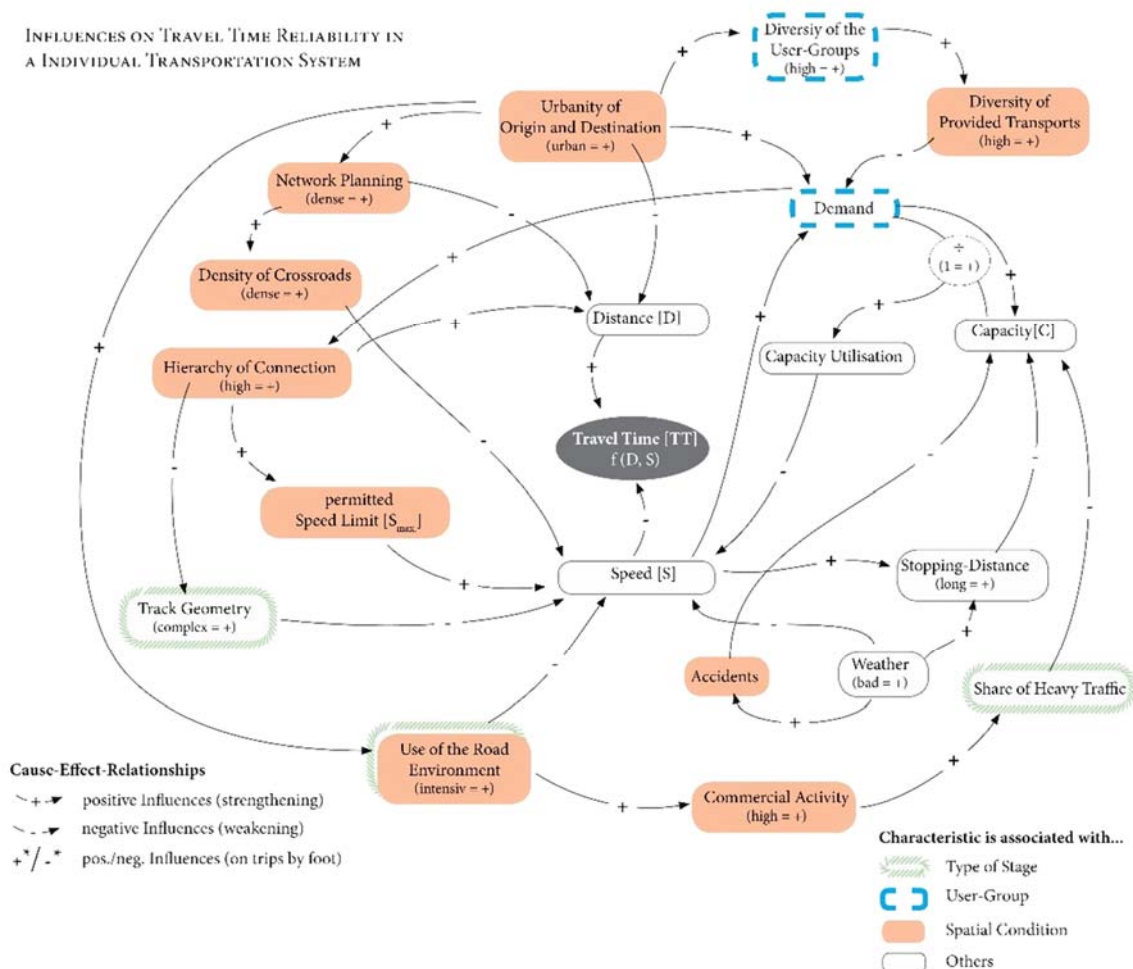 INFLUENCES ON TRAVEL TIME RELIABILITY IN
A INDIVIDUAL TRANSPORTATION SYSTEM
Diversiy of the
User-Groups
(high = +)
Urbanity of
Origin and Destination
(urban = +)
Diversity of
Provided Transports
(high = +)
Network Planning
(dense = +)
Demand
÷
(1 = +)
Density of Crossroads
(dense = +)
Distance [D]
Capacity[C]
Capacity Utilisation
Hierarchy of Connection
(high = +)
Travel Time [TT]
f (D, S)
permitted
Speed Limit [Smax.]
Speed [S]
Stopping-Distance
(long = +)
Track Geometry
(complex = +)
Accidents
Weather
(bad = +)
Share of Heavy Traffic
Use of the Road
Environment
(intensiv = +)
Commercial Activity
(high = +)
Cause-Effect-Relationships
+ positive Influences (strengthening)
- negative Influences (weakening)
+*/-* pos./neg. Influences (on trips by foot)
Characteristic is associated with...
Type of Stage
User-Group
Spatial Condition
Others